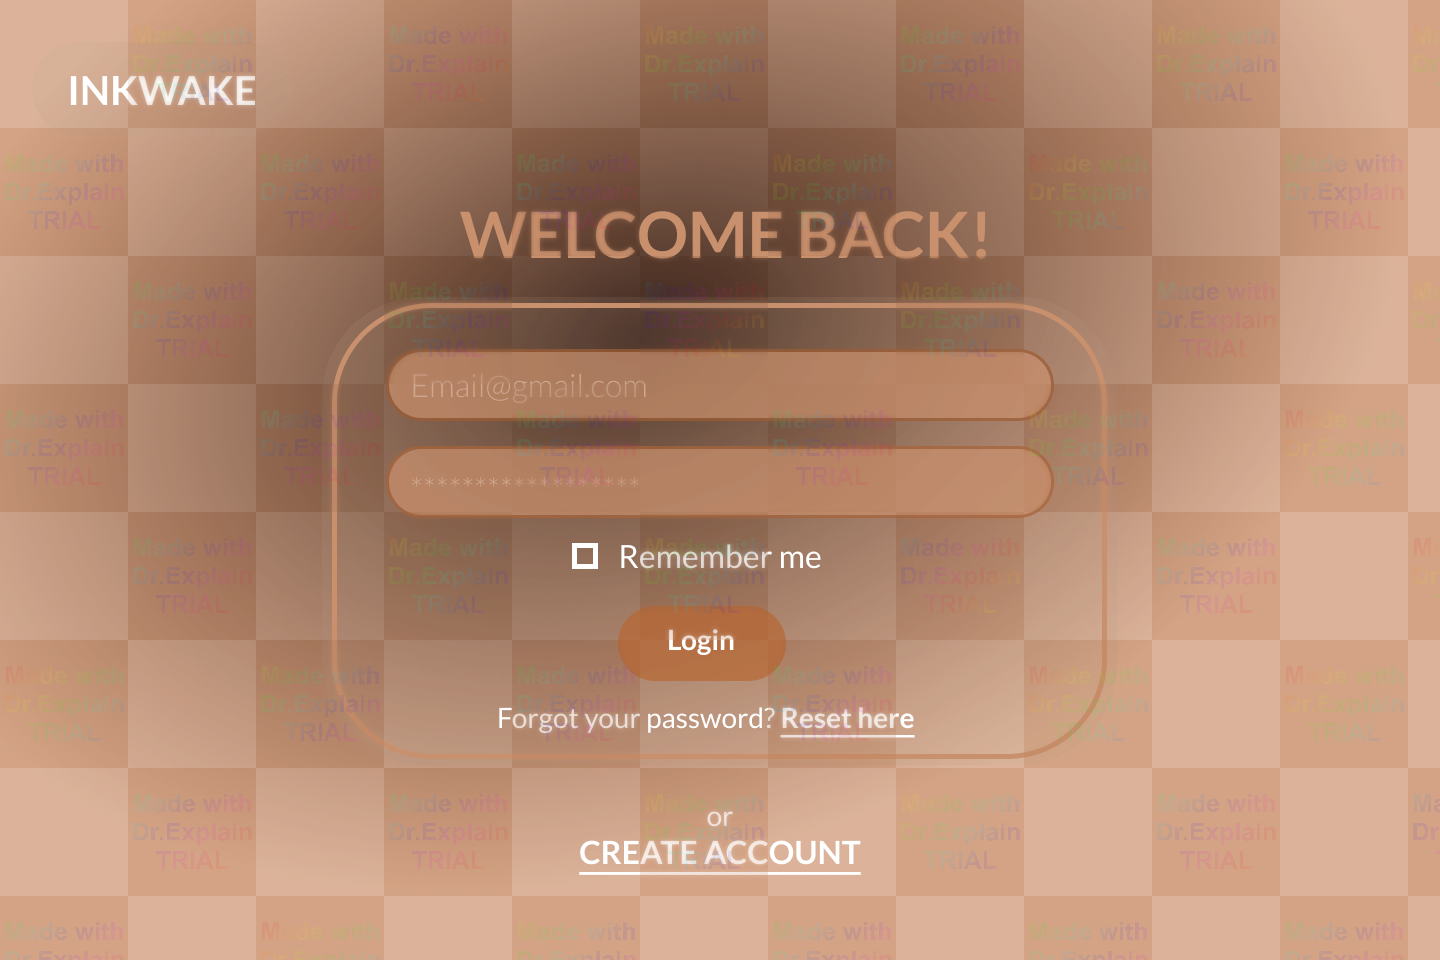 INKWAKE
WELCOME BACK!
Email@gmail.com
******************
Remember me
Login
Forgot your password? Reset here
or
CREATE ACCOUNT
Made with
Dr.Explain
TRIAL